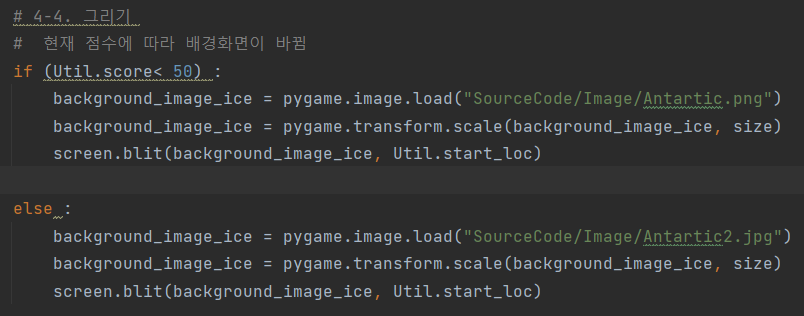 # 4-4. 그리기
#  현재 점수에 따라 배경화면이 바뀜
if (Util.score< 50) :
    background_image_ice = pygame.image.load("SourceCode/Image/Antartic.png")
    background_image_ice = pygame.transform.scale(background_image_ice, size)
    screen.blit(background_image_ice, Util.start_loc)
else :
    background_image_ice = pygame.image.load("SourceCode/Image/Antartic2.jpg")
    background_image_ice = pygame.transform.scale(background_image_ice, size)
    screen.blit(background_image_ice, Util.start_loc)